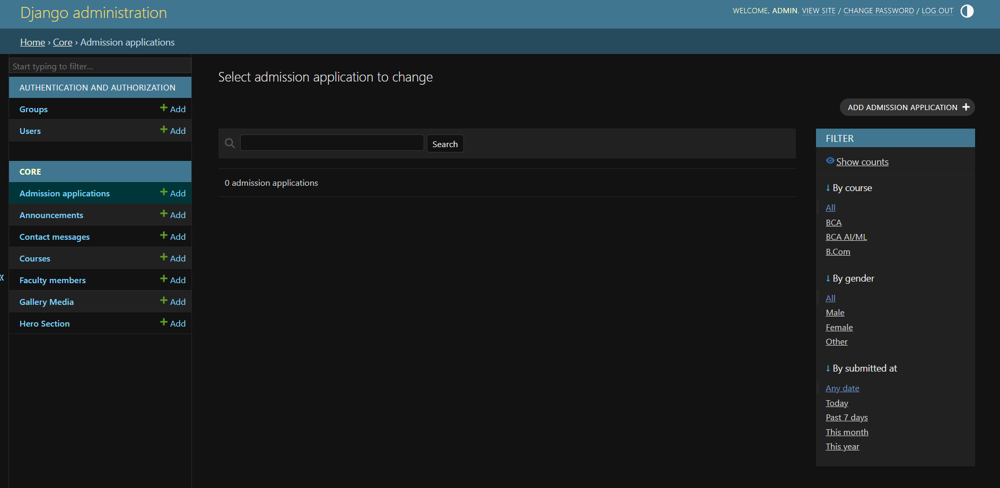 Django administration
WELCOME, ADMIN. VIEW SITE / CHANGE PASSWORD / LOG OUT
Home › Core › Admission applications
Start typing to filter...
AUTHENTICATION AND AUTHORIZATION
Groups + Add
Users + Add
CORE
Admission applications + Add
Announcements + Add
Contact messages + Add
Courses + Add
Faculty members + Add
Gallery Media + Add
Hero Section + Add
«
Select admission application to change
ADD ADMISSION APPLICATION +
Search
0 admission applications
FILTER
Show counts
↓ By course
All
BCA
BCA AI/ML
B.Com
↓ By gender
All
Male
Female
Other
↓ By submitted at
Any date
Today
Past 7 days
This month
This year